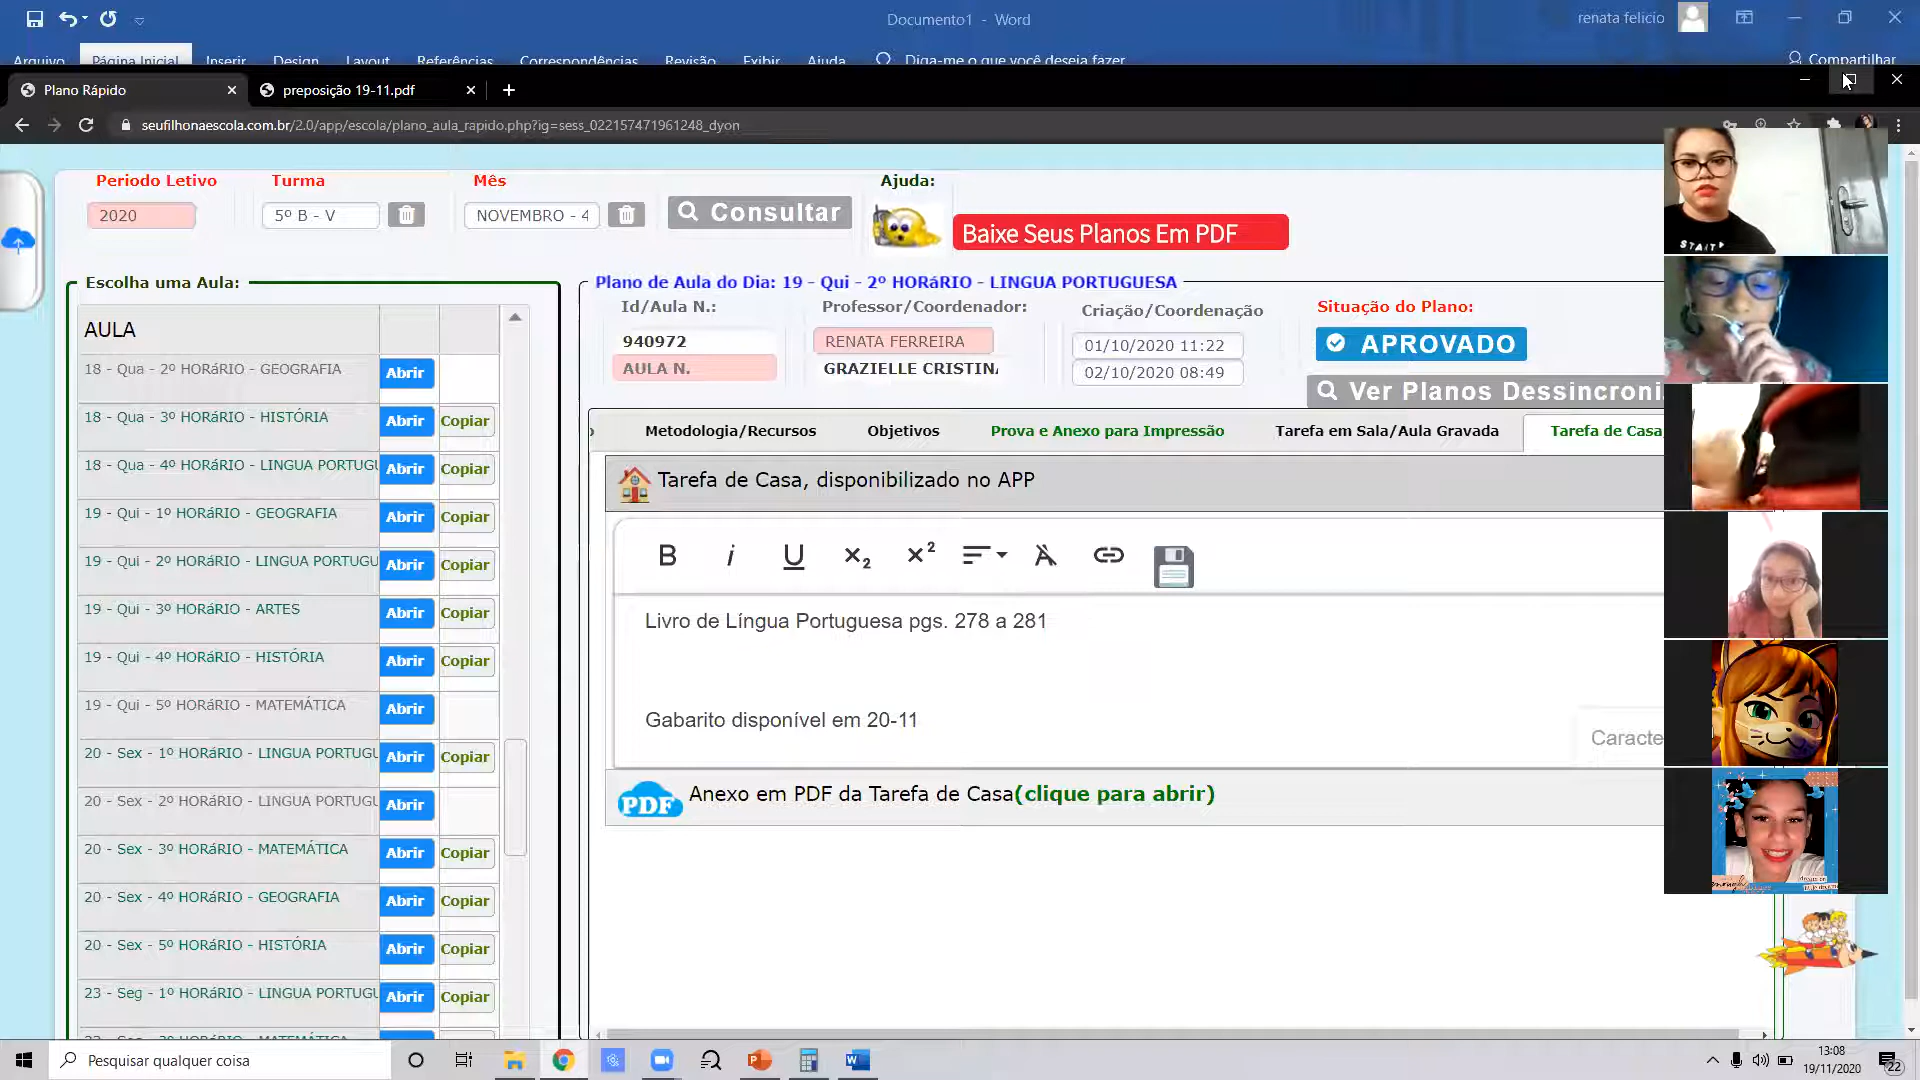 Documento1 - Word
renata felicio
Arquivo Página Inicial Inserir Design Layout Referências Correspondências Revisão Exibir Ajuda Diga-me o que você deseja fazer
Compartilhar
Plano Rápido
preposição 19-11.pdf
seufilhonaescola.com.br/2.0/app/escola/plano_aula_rapido.php?ig=sess_022157471961248_dyon
Periodo Letivo
Turma
Mês
Ajuda:
2020
5º B - V
NOVEMBRO - 4
Consultar
Baixe Seus Planos Em PDF
Escolha uma Aula:
AULA
18 - Qua - 2º HORáRIO - GEOGRAFIA Abrir
18 - Qua - 3º HORáRIO - HISTÓRIA Abrir Copiar
18 - Qua - 4º HORáRIO - LINGUA PORTUGU Abrir Copiar
19 - Qui - 1º HORáRIO - GEOGRAFIA Abrir Copiar
19 - Qui - 2º HORáRIO - LINGUA PORTUGU Abrir Copiar
19 - Qui - 3º HORáRIO - ARTES Abrir Copiar
19 - Qui - 4º HORáRIO - HISTÓRIA Abrir Copiar
19 - Qui - 5º HORáRIO - MATEMÁTICA Abrir
20 - Sex - 1º HORáRIO - LINGUA PORTUGU Abrir Copiar
20 - Sex - 2º HORáRIO - LINGUA PORTUGU Abrir
20 - Sex - 3º HORáRIO - MATEMÁTICA Abrir Copiar
20 - Sex - 4º HORáRIO - GEOGRAFIA Abrir Copiar
20 - Sex - 5º HORáRIO - HISTÓRIA Abrir Copiar
23 - Seg - 1º HORáRIO - LINGUA PORTUGU Abrir Copiar
Plano de Aula do Dia: 19 - Qui - 2º HORáRIO - LINGUA PORTUGUESA
Id/Aula N.:
Professor/Coordenador:
Criação/Coordenação
Situação do Plano:
940972
RENATA FERREIRA
01/10/2020 11:22
APROVADO
AULA N.
GRAZIELLE CRISTIN
02/10/2020 08:49
Ver Planos Dessincroni
Metodologia/Recursos
Objetivos
Prova e Anexo para Impressão
Tarefa em Sala/Aula Gravada
Tarefa de Casa
Tarefa de Casa, disponibilizado no APP
B i U x₂ x²
Livro de Língua Portuguesa pgs. 278 a 281
Gabarito disponível em 20-11
Caracte
PDF
Anexo em PDF da Tarefa de Casa(clique para abrir)
START
Pesquisar qualquer coisa
13:08
19/11/2020
22